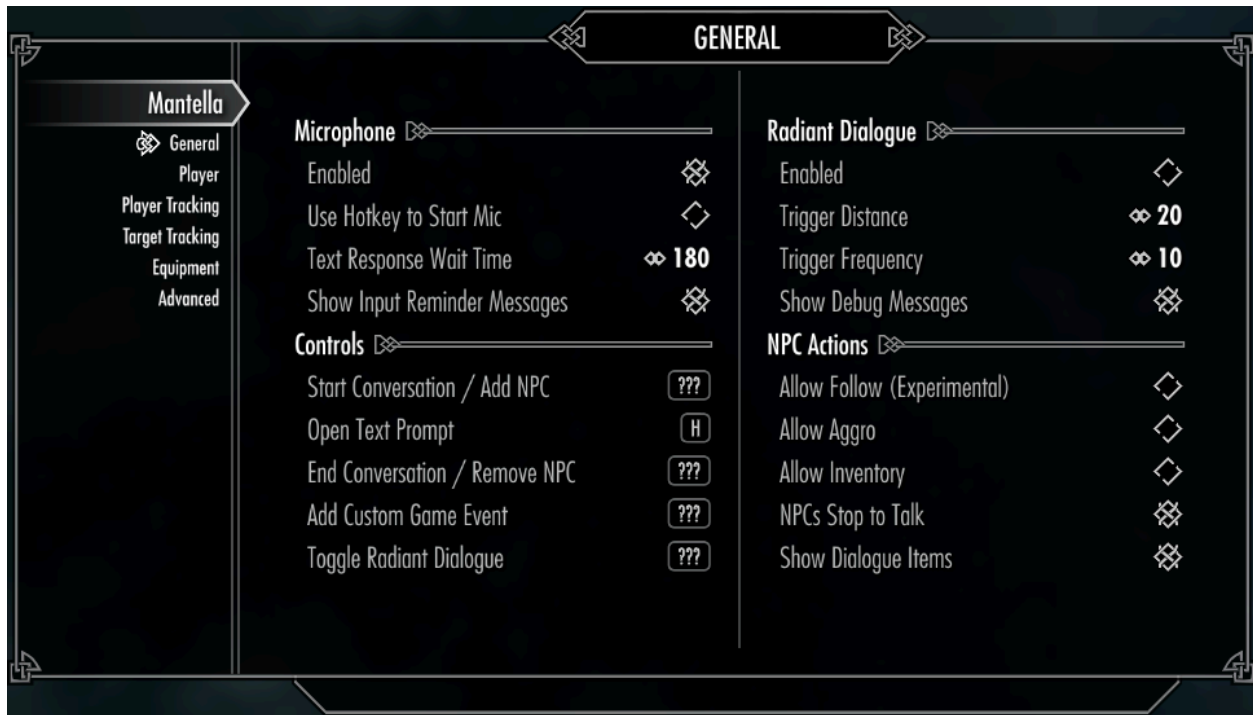 GENERAL
Mantella
General
Player
Player Tracking
Target Tracking
Equipment
Advanced
Microphone
Enabled
Use Hotkey to Start Mic
Text Response Wait Time 180
Show Input Reminder Messages
Controls
Start Conversation / Add NPC ???
Open Text Prompt H
End Conversation / Remove NPC ???
Add Custom Game Event ???
Toggle Radiant Dialogue ???
Radiant Dialogue
Enabled
Trigger Distance 20
Trigger Frequency 10
Show Debug Messages
NPC Actions
Allow Follow (Experimental)
Allow Aggro
Allow Inventory
NPCs Stop to Talk
Show Dialogue Items